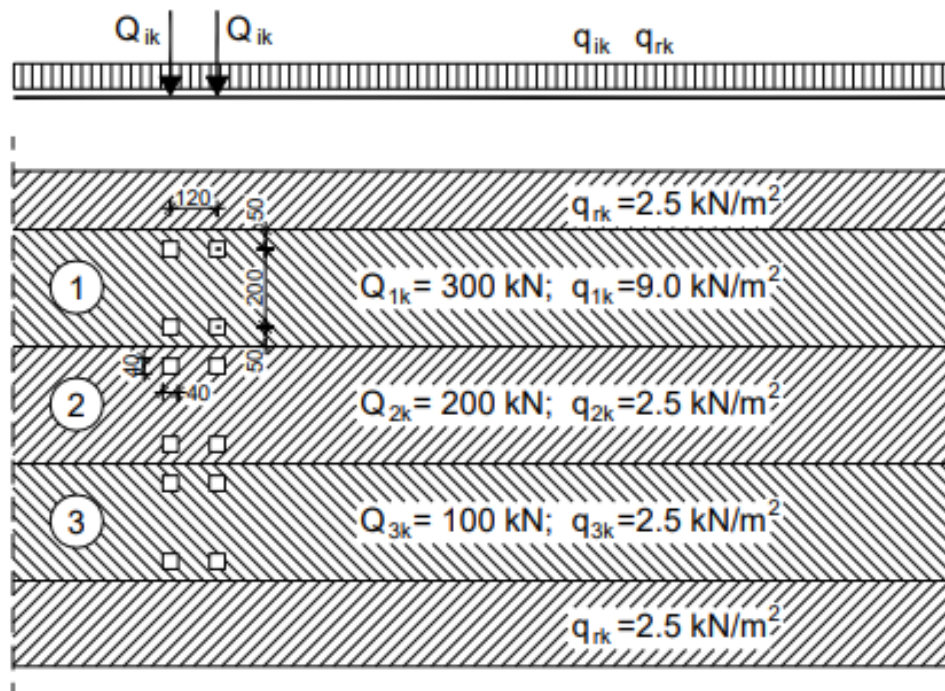 Q_ik Q_ik q_ik q_rk
120
50
q_rk =2.5 kN/m²
1
200
Q_1k= 300 kN; q_1k=9.0 kN/m²
50
40
40
2
Q_2k= 200 kN; q_2k=2.5 kN/m²
3
Q_3k= 100 kN; q_3k=2.5 kN/m²
q_rk =2.5 kN/m²